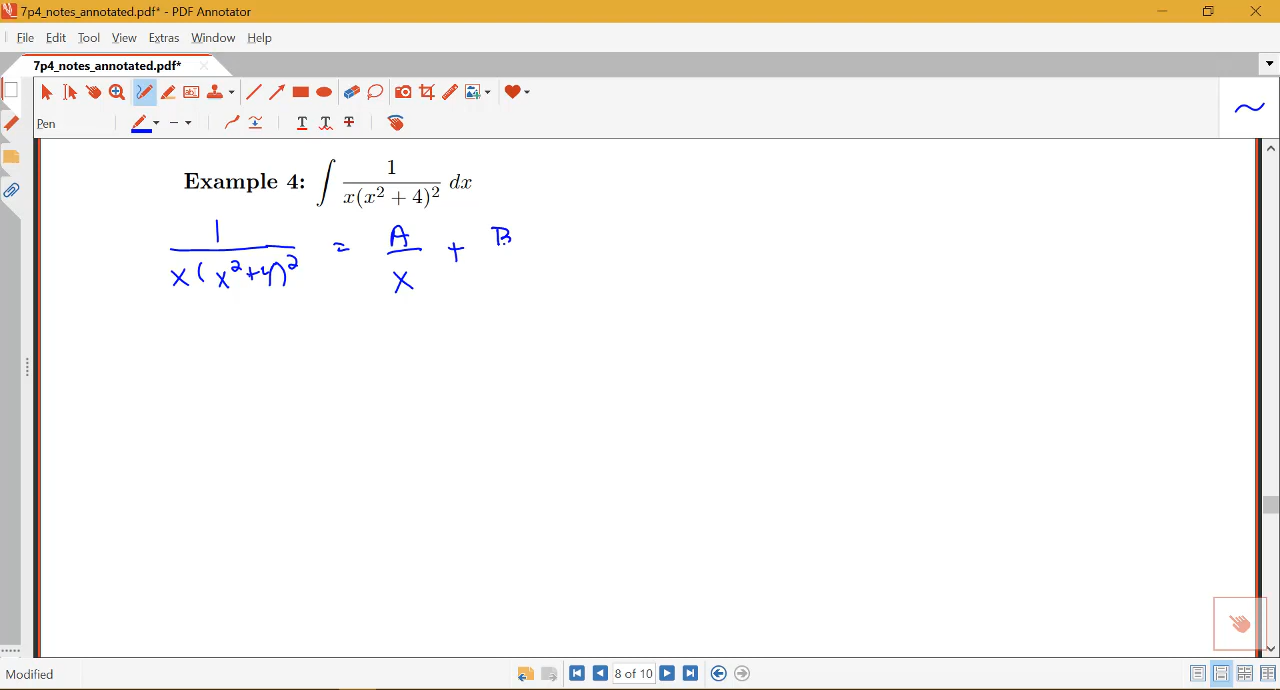 7p4_notes_annotated.pdf* - PDF Annotator
File Edit Tool View Extras Window Help
7p4_notes_annotated.pdf*
Pen
Example 4: ∫ 1/(x(x² + 4)²) dx
1/(x(x²+4)²) = A/x + B
Modified
8 of 10